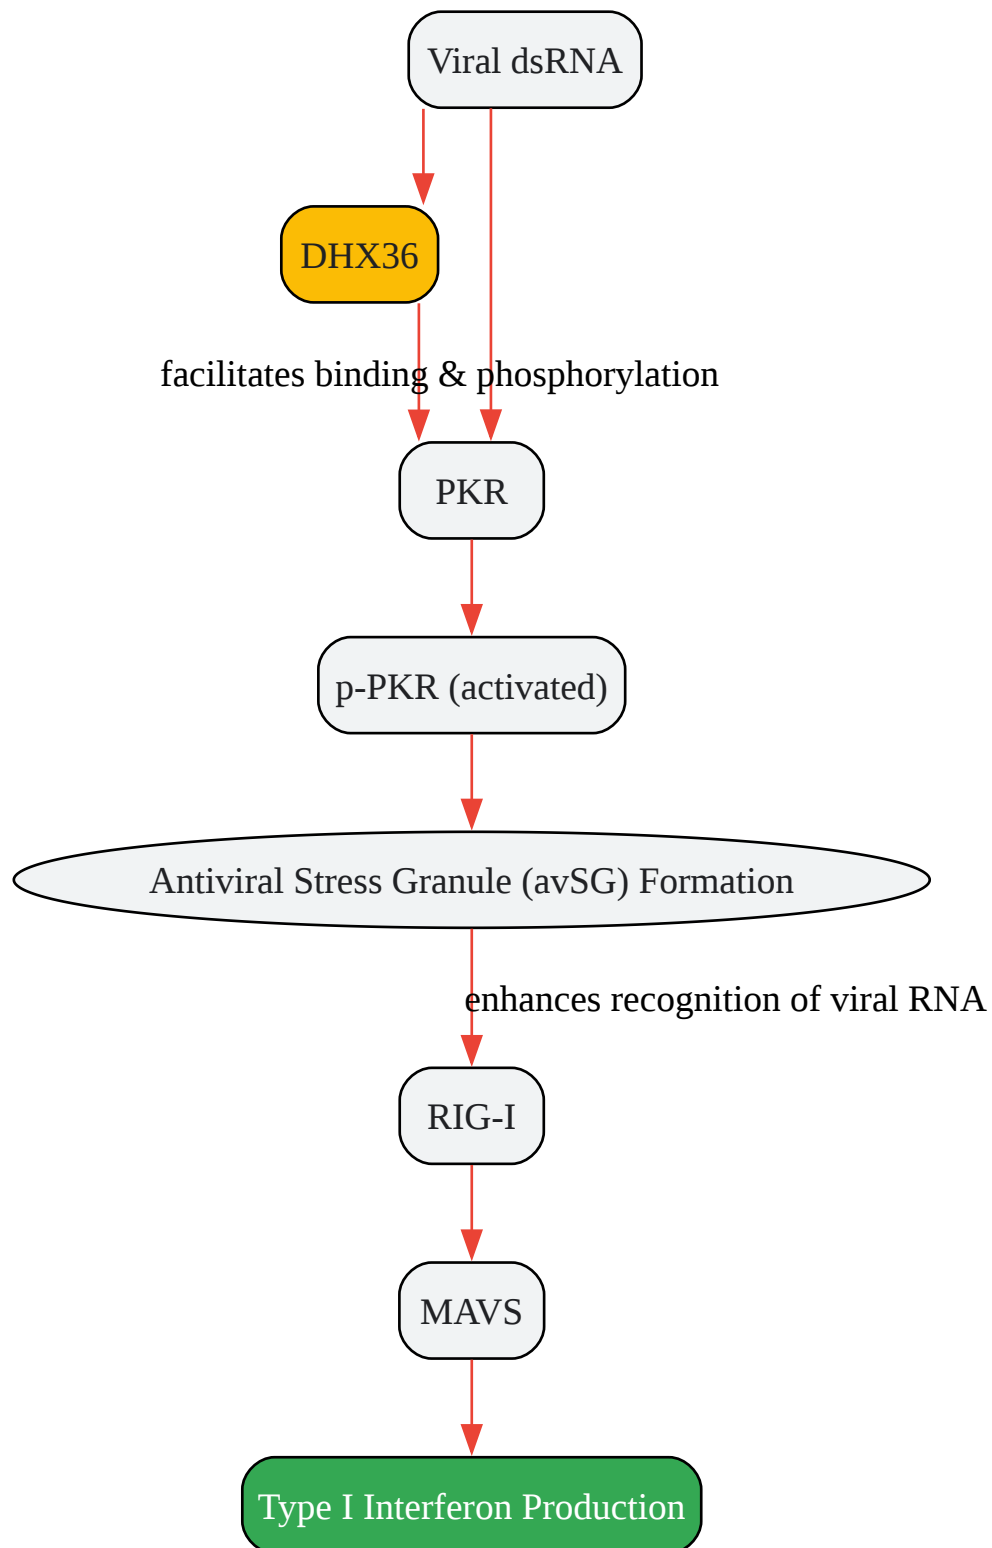 Viral dsRNA
DHX36
facilitates binding & phosphorylation
PKR
p-PKR (activated)
Antiviral Stress Granule (avSG) Formation
enhances recognition of viral RNA
RIG-I
MAVS
Type I Interferon Production